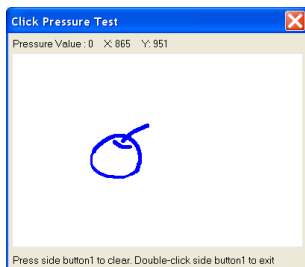 Click Pressure Test
Pressure Value : 0 X: 865 Y: 951
Press side button1 to clear. Double-click side button1 to exit